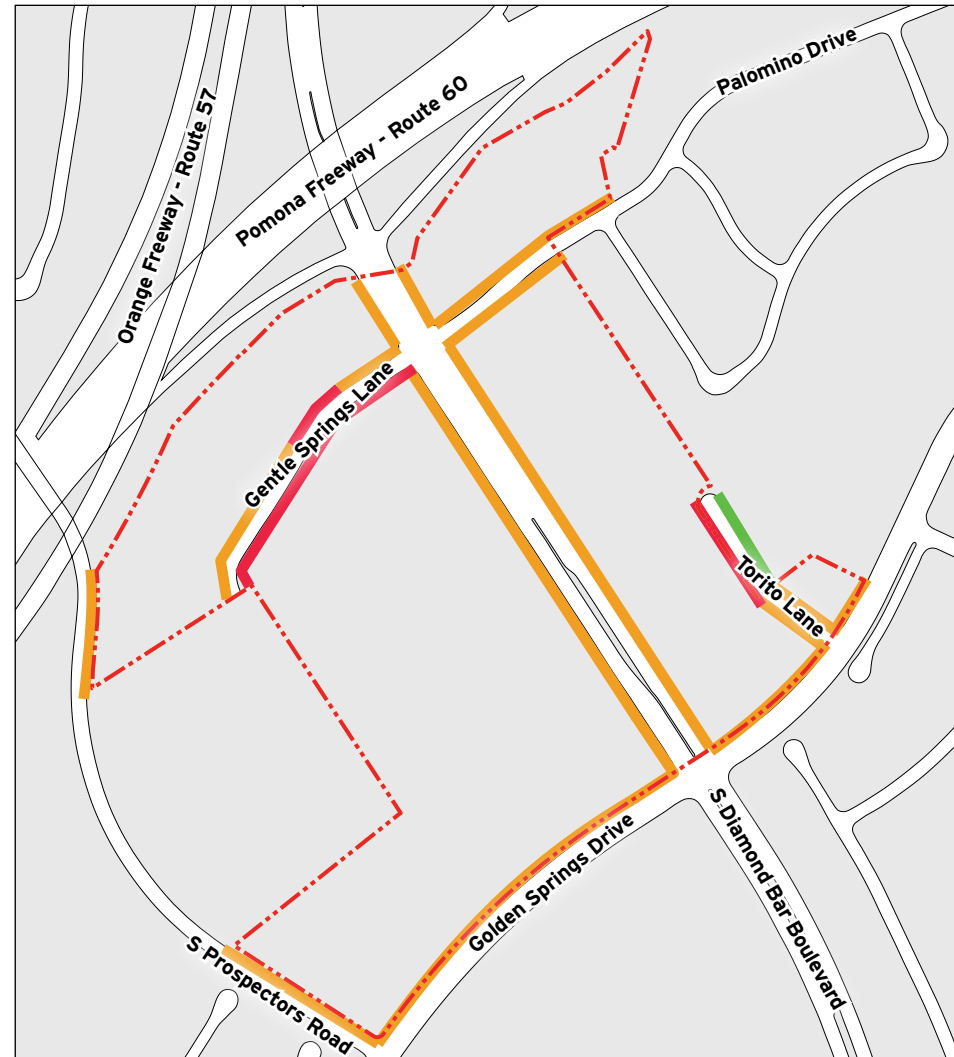 Palomino Drive
Orange Freeway - Route 57
Pomona Freeway - Route 60
Gentle Springs Lane
Torito Lane
Golden Springs Drive
S Diamond Bar Boulevard
S Prospectors Road